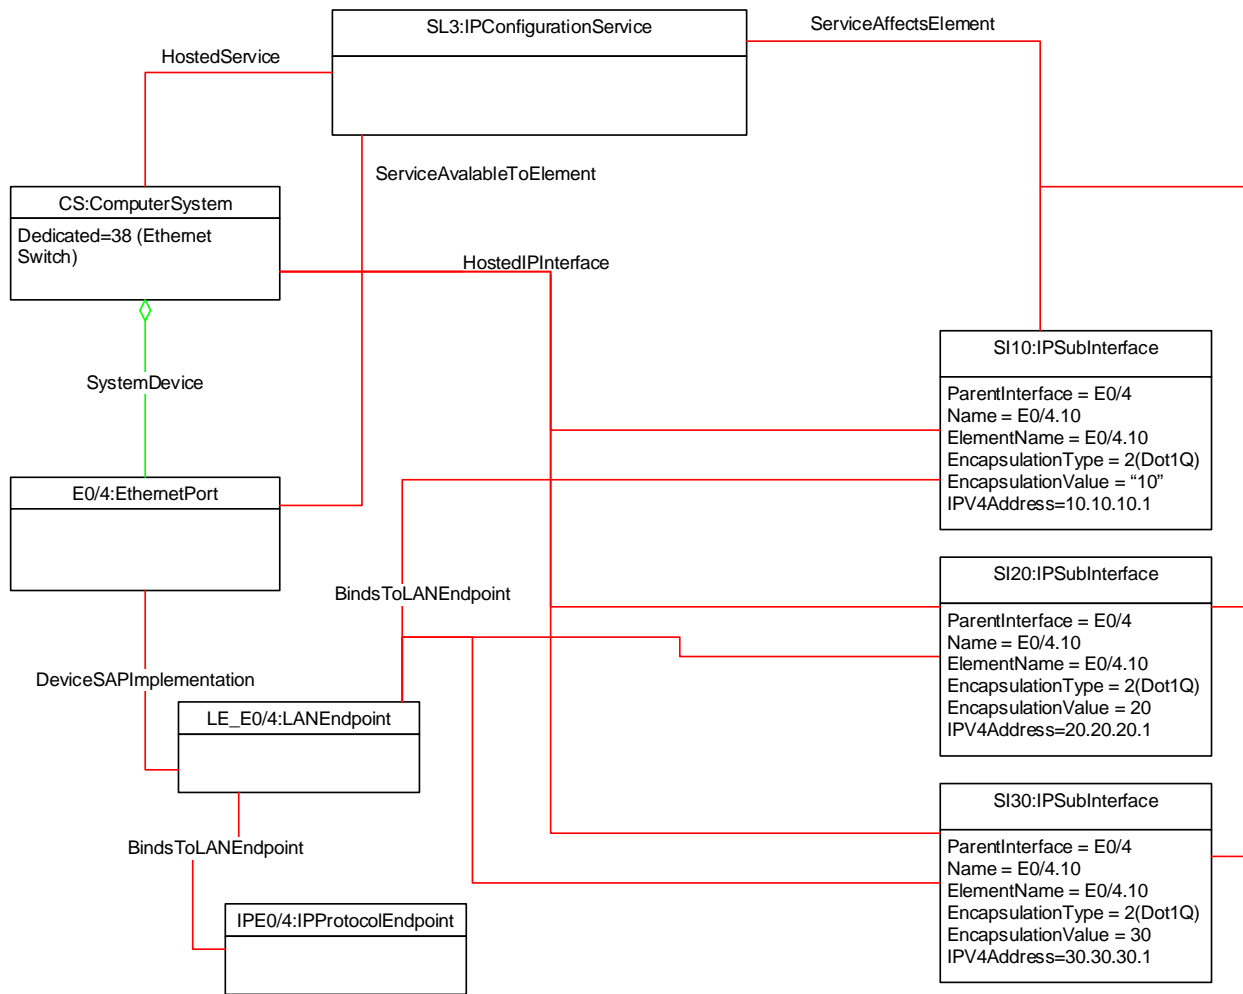 SL3:IPConfigurationService
ServiceAffectsElement
HostedService
ServiceAvalableToElement
CS:ComputerSystem
Dedicated=38 (Ethernet
Switch)
HostedIPInterface
SystemDevice
SI10:IPSubInterface
ParentInterface = E0/4
Name = E0/4.10
ElementName = E0/4.10
EncapsulationType = 2(Dot1Q)
EncapsulationValue = “10”
IPV4Address=10.10.10.1
E0/4:EthernetPort
BindsToLANEndpoint
SI20:IPSubInterface
ParentInterface = E0/4
Name = E0/4.10
ElementName = E0/4.10
EncapsulationType = 2(Dot1Q)
EncapsulationValue = 20
IPV4Address=20.20.20.1
DeviceSAPImplementation
LE_E0/4:LANEndpoint
BindsToLANEndpoint
SI30:IPSubInterface
ParentInterface = E0/4
Name = E0/4.10
ElementName = E0/4.10
EncapsulationType = 2(Dot1Q)
EncapsulationValue = 30
IPV4Address=30.30.30.1
IPE0/4:IPProtocolEndpoint